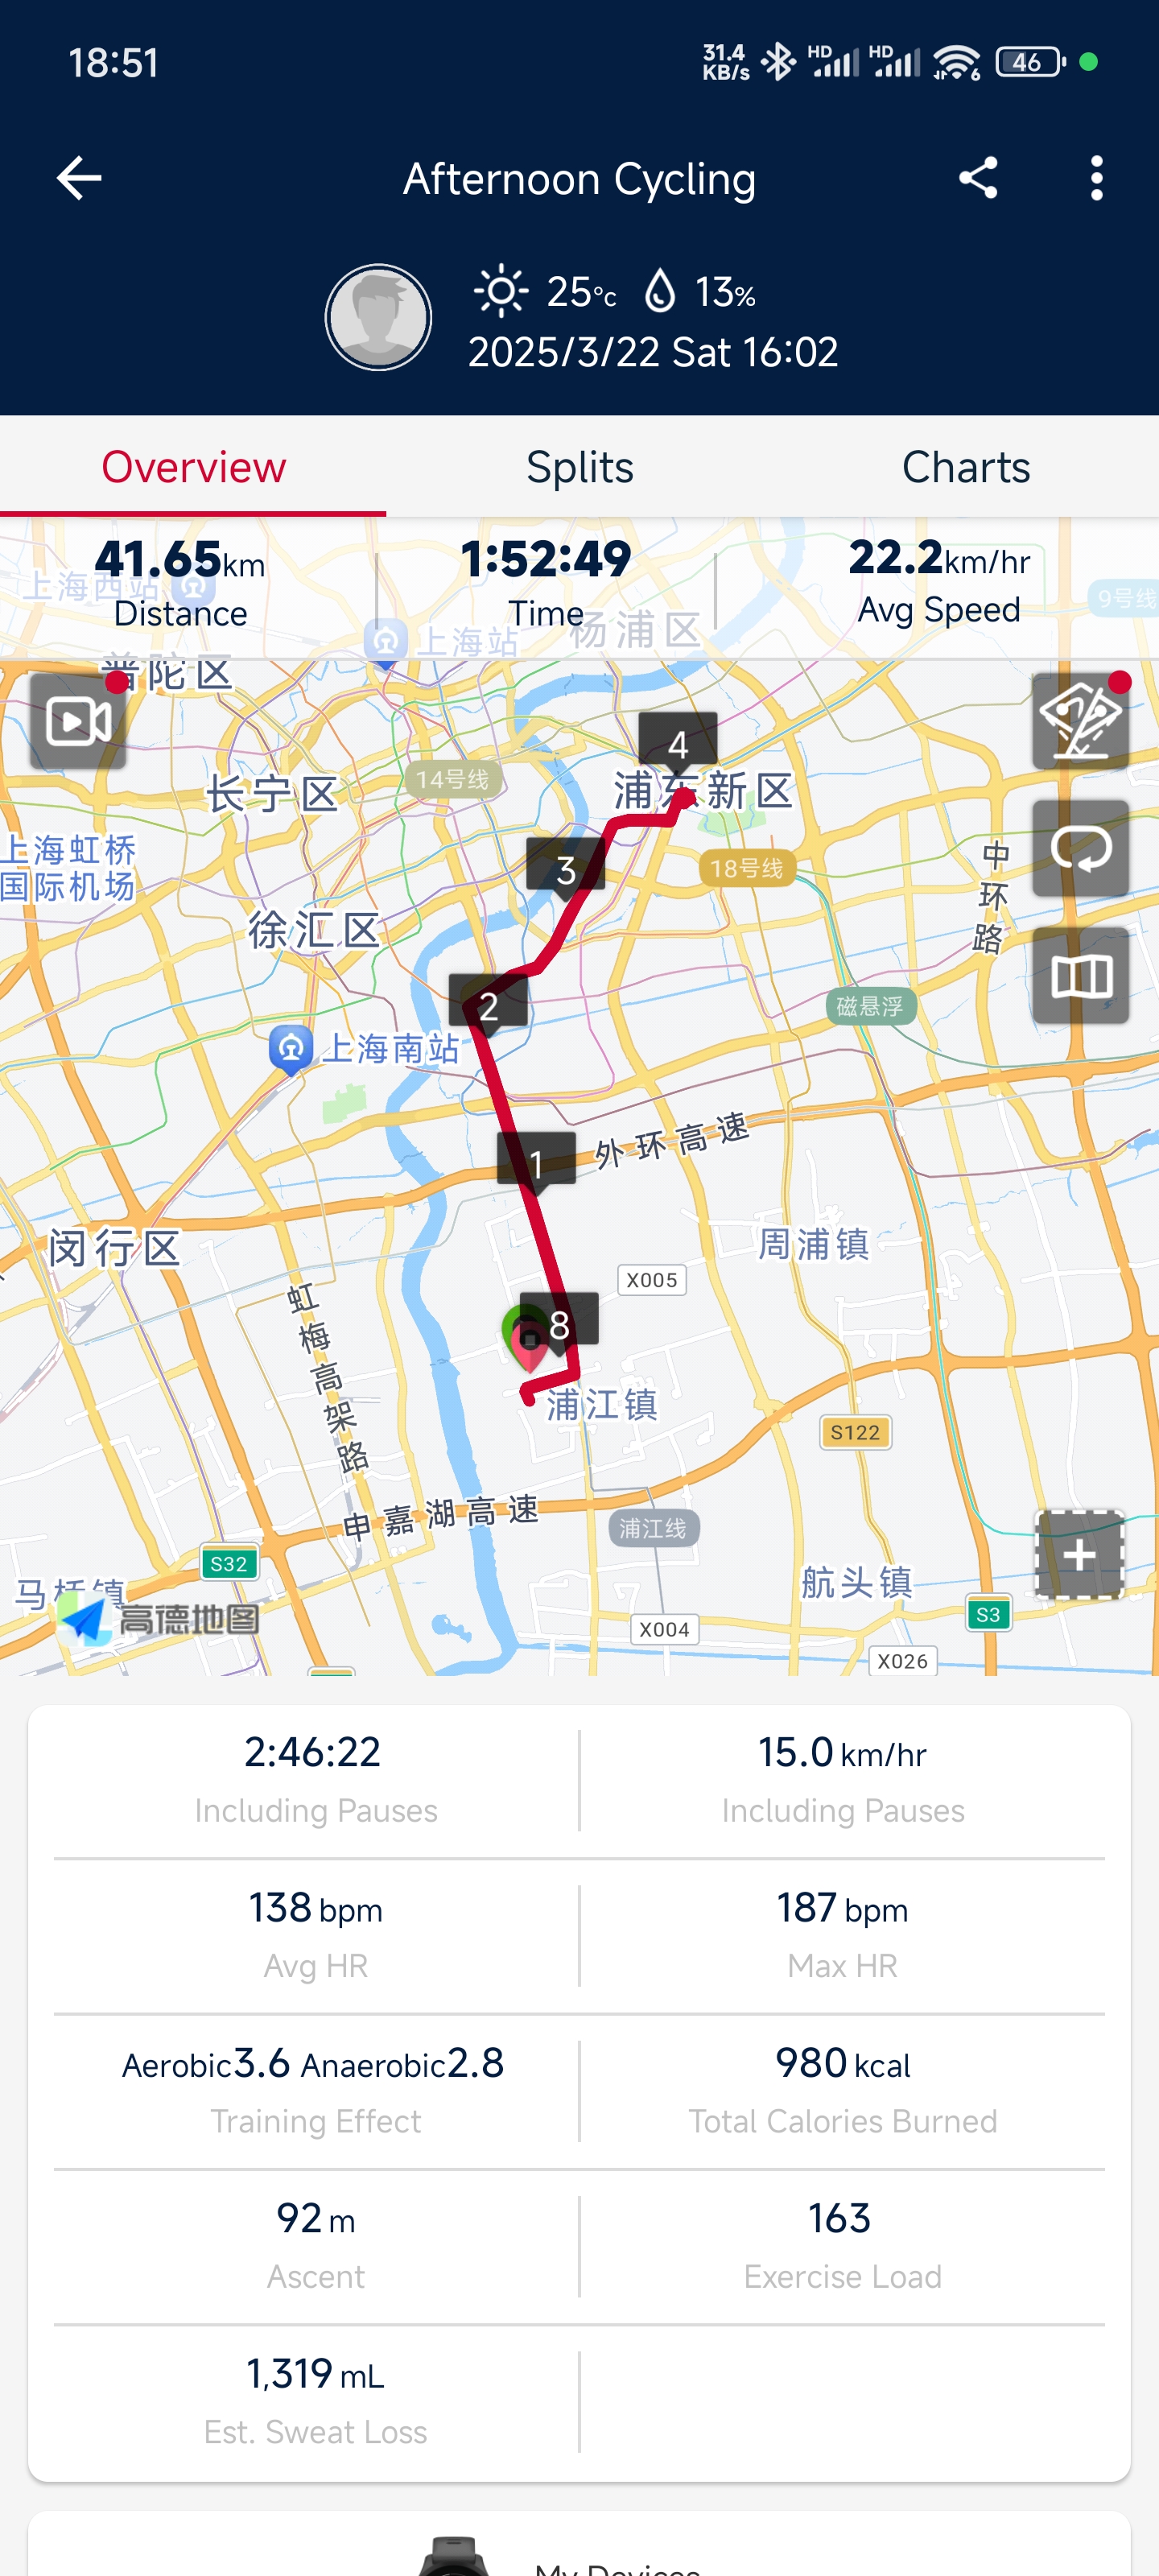 18:51
31.4 KB/s HD HD 6 46
Afternoon Cycling
25°c 13%
2025/3/22 Sat 16:02
Overview Splits Charts
41.65km 1:52:49 22.2km/hr
Distance Time Avg Speed
上海西站
9号线
上海站
杨浦区
普陀区
4
14号线
长宁区
浦东新区
上海虹桥
国际机场
3
18号线
中环路
徐汇区
2
磁悬浮
上海南站
外环高速
1
闵行区
周浦镇
X005
虹梅高架路
8
浦江镇
S122
申嘉湖高速
浦江线
S32
马桥镇
航头镇
S3
高德地图
X004
X026
2:46:22 15.0 km/hr
Including Pauses Including Pauses
138 bpm 187 bpm
Avg HR Max HR
Aerobic3.6 Anaerobic2.8 980 kcal
Training Effect Total Calories Burned
92 m 163
Ascent Exercise Load
1,319 mL
Est. Sweat Loss
My Devices